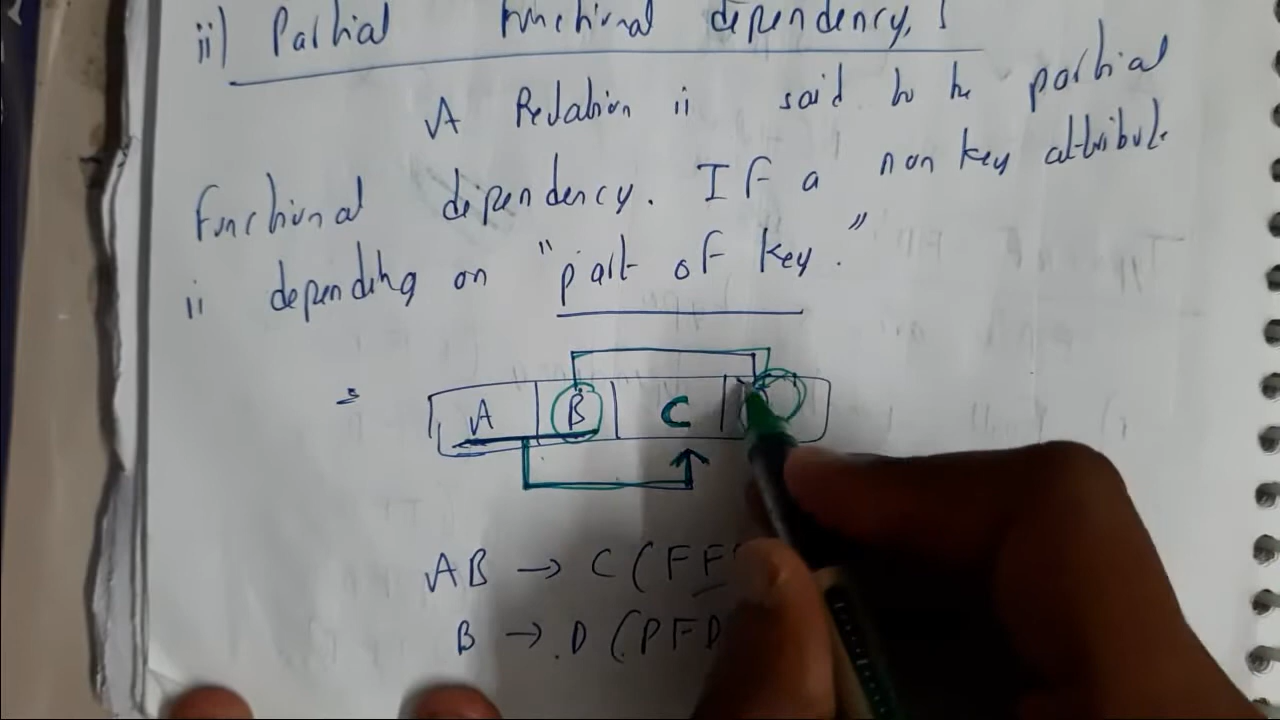 ii) Partial functional dependency,
A Relation is said to be partial
functional dependency. If a non key attribute
is depending on "part of key."
A B C
AB → C (FF
B → D (PFD